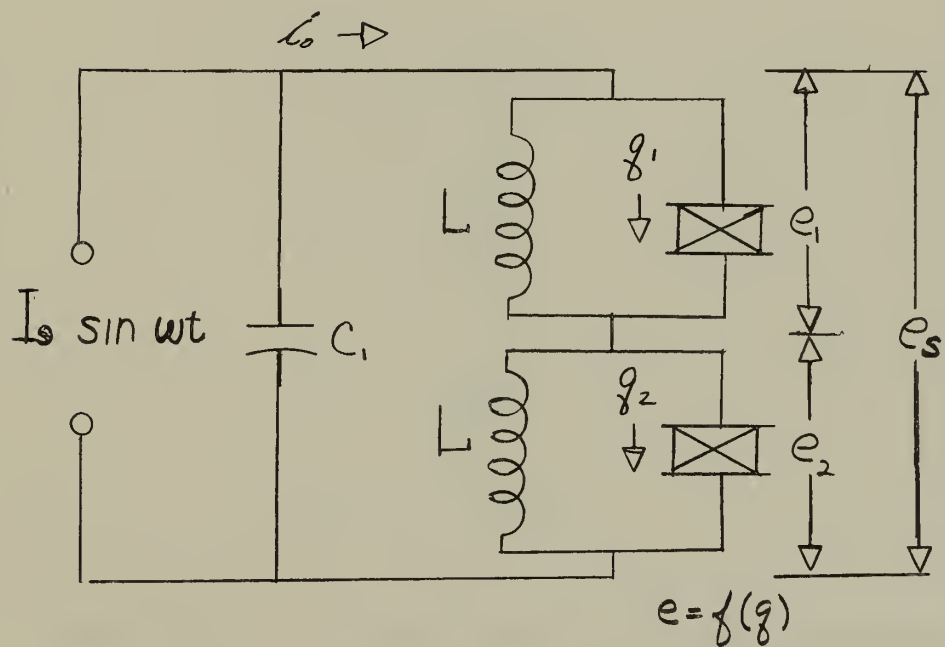 i₀
L
q₁
e₁
I₀ sin ωt
C₁
eₛ
L
q₂
e₂
e = f(q)